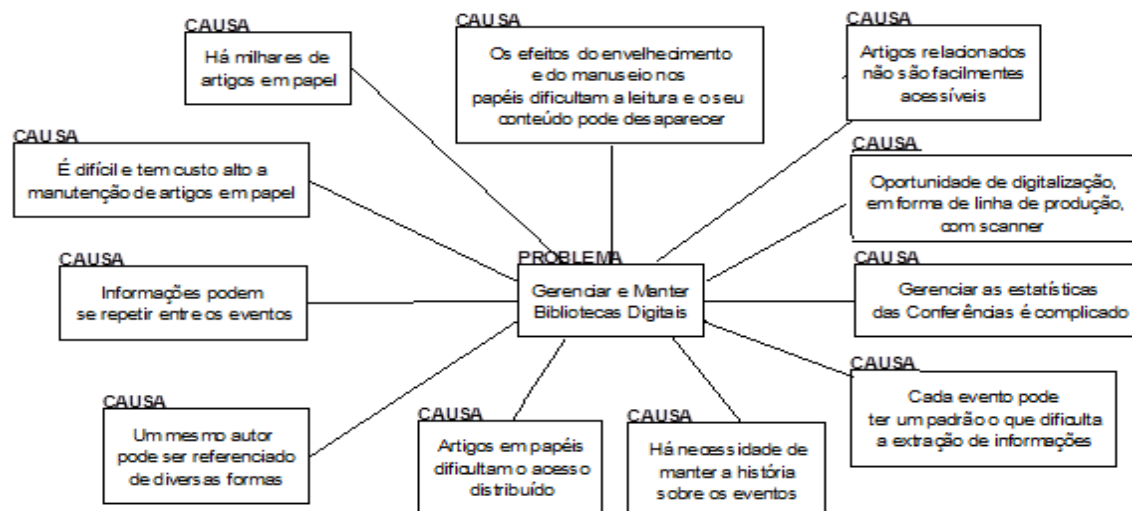 CAUSA
Há milhares de
artigos em papel
CAUSA
Os efeitos do envelhecimento
e do manuseio nos
papéis dificultam a leitura e o seu
conteúdo pode desaparecer
CAUSA
Artigos relacionados
não são facilmentes
acessíveis
CAUSA
É difícil e tem custo alto a
manutenção de artigos em papel
CAUSA
Oportunidade de digitalização,
em forma de linha de produção,
com scanner
CAUSA
Informações podem
se repetir entre os eventos
PROBLEMA
Gerenciar e Manter
Bibliotecas Digitais
CAUSA
Gerenciar as estatísticas
das Conferências é complicado
CAUSA
Um mesmo autor
pode ser referenciado
de diversas formas
CAUSA
Artigos em papéis
dificultam o acesso
distribuído
CAUSA
Há necessidade de
manter a história
sobre os eventos
CAUSA
Cada evento pode
ter um padrão o que dificulta
a extração de informações